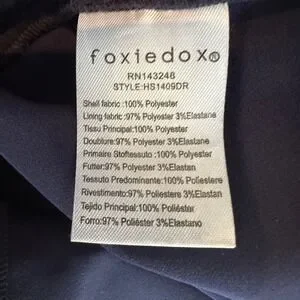 foxiedox®
RN143248
STYLE:HS1409DR
Shell fabric :100% Polyester
Lining fabric :97% Polyester 3%Elastane
Tissu Principal:100% Polyester
Doublure:97% Polyester 3%Elastane
Primaire Stoffestuso :100% Polyester
Futter:97% Polyester 3%Elastan
Tessuto Predominante:100% Poliestere
Rivestimento:97% Poliestere 3%Elastan
Tejido Principal:100% Poliéster
Forro:97% Poliéster 3%Elastano